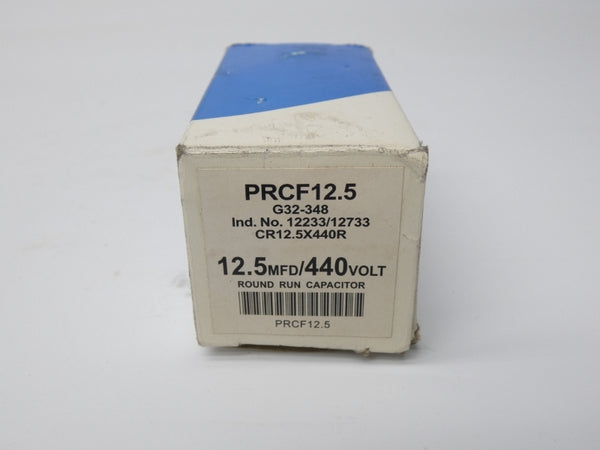 PRCF12.5
G32-348
Ind. No. 12233/12733
CR12.5X440R
12.5MFD/440VOLT
ROUND RUN CAPACITOR
PRCF12.5